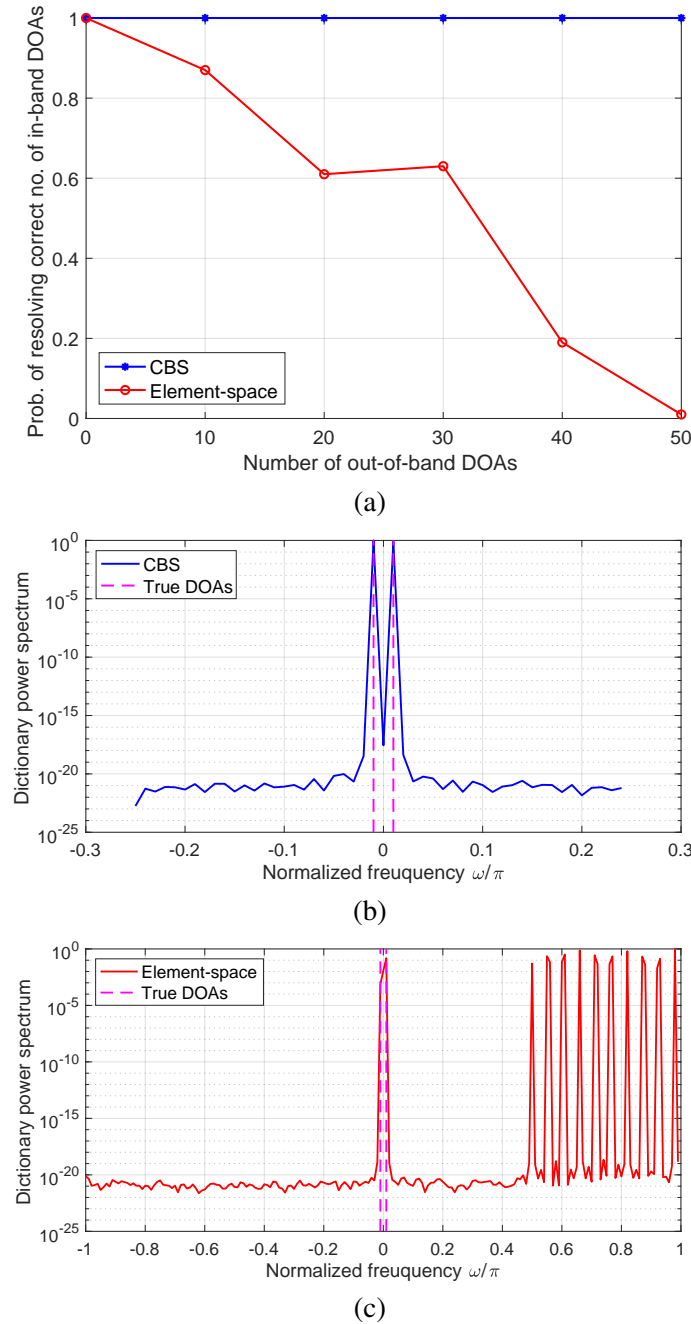 Prob. of resolving correct no. of in-band DOAs
1
0.8
0.6
0.4
0.2
0
CBS
Element-space
0 10 20 30 40 50
Number of out-of-band DOAs
(a)
Dictionary power spectrum
10^0
10^-5
10^-10
10^-15
10^-20
10^-25
CBS
True DOAs
-0.3 -0.2 -0.1 0 0.1 0.2 0.3
Normalized freuquency ω/π
(b)
Dictionary power spectrum
10^0
10^-5
10^-10
10^-15
10^-20
10^-25
Element-space
True DOAs
-1 -0.8 -0.6 -0.4 -0.2 0 0.2 0.4 0.6 0.8 1
Normalized freuquency ω/π
(c)